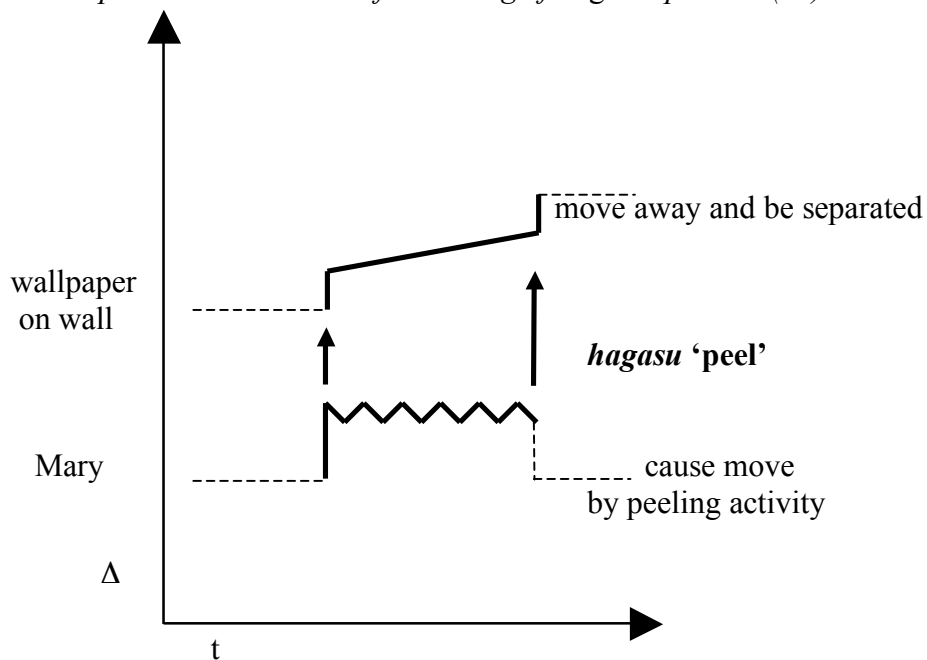 move away and be separated
wallpaper
on wall
hagasu ‘peel’
Mary
cause move
by peeling activity
Δ
t